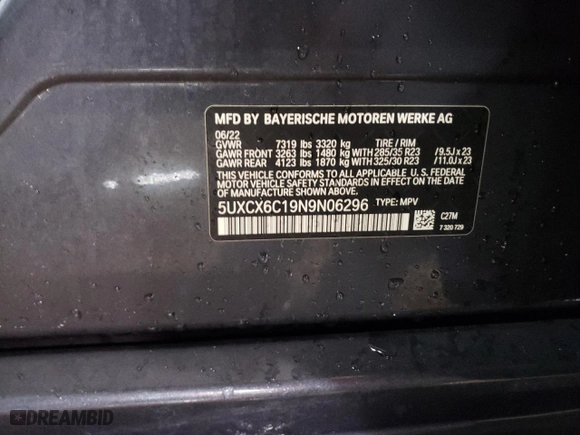 MFD BY BAYERISCHE MOTOREN WERKE AG
06/22
GVWR 7319 lbs 3320 kg TIRE / RIM
GAWR FRONT 3263 lbs 1480 kg WITH 285/35 R23 /9.5J x 23
GAWR REAR 4123 lbs 1870 kg WITH 325/30 R23 /11.0J x 23
THIS VEHICLE CONFORMS TO ALL APPLICABLE U. S. FEDERAL
MOTOR VEHICLE SAFETY STANDARDS IN EFFECT ON THE
DATE OF MANUFACTURE SHOWN ABOVE.
5UXCX6C19N9N06296 TYPE: MPV
C27M
7 320 729
DREAMBID